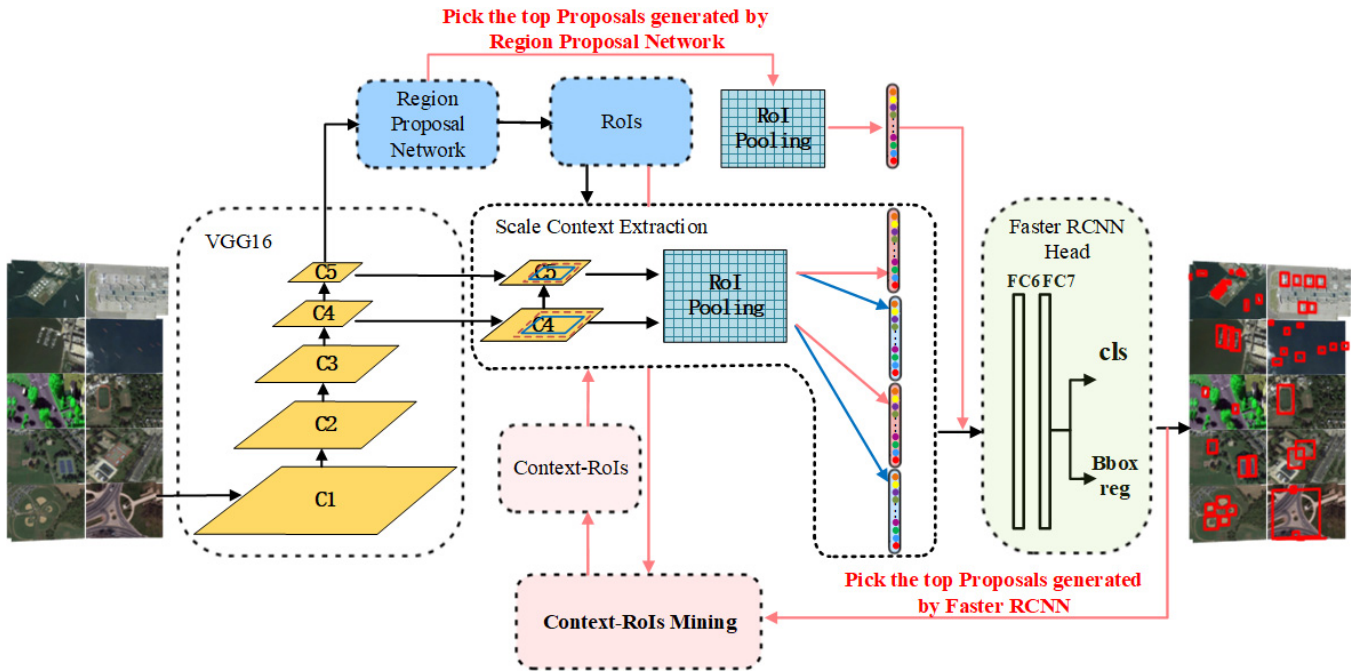 Pick the top Proposals generated by
Region Proposal Network
Region
Proposal
Network
RoIs
RoI
Pooling
VGG16
C5
C4
C3
C2
C1
Scale Context Extraction
C5
C4
RoI
Pooling
Faster RCNN
Head
FC6 FC7
cls
Bbox
reg
Context-RoIs
Pick the top Proposals generated
by Faster RCNN
Context-RoIs Mining